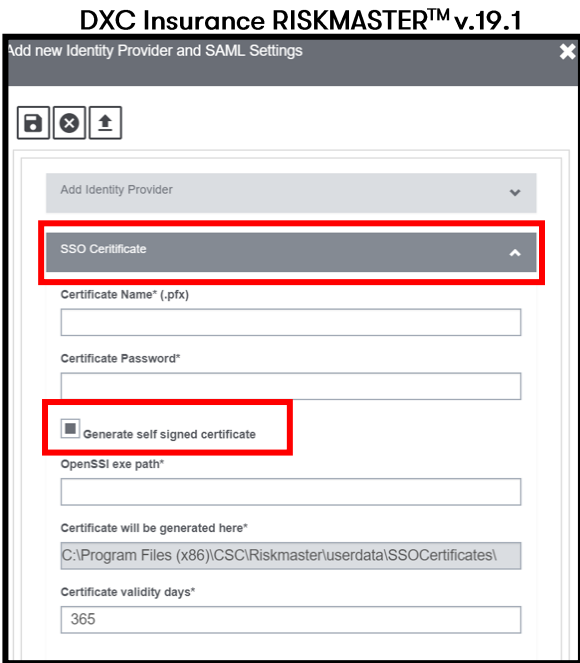 DXC Insurance RISKMASTER™ v.19.1
Add new Identity Provider and SAML Settings
Add Identity Provider
SSO Ceritificate
Certificate Name* (.pfx)
Certificate Password*
Generate self signed certificate
OpenSSl exe path*
Certificate will be generated here*
C:\Program Files (x86)\CSC\Riskmaster\userdata\SSOCertificates\
Certificate validity days*
365